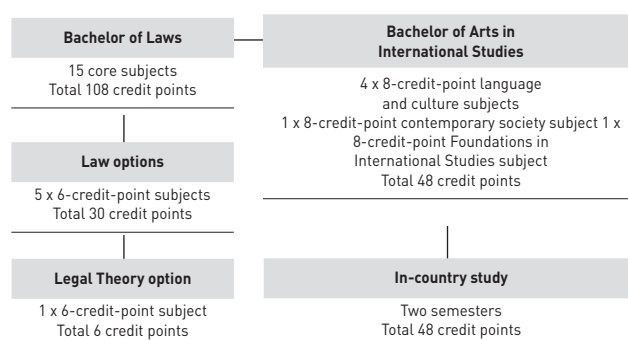 Bachelor of Laws
15 core subjects
Total 108 credit points
Law options
5 x 6-credit-point subjects
Total 30 credit points
Legal Theory option
1 x 6-credit-point subject
Total 6 credit points
Bachelor of Arts in
International Studies
4 x 8-credit-point language
and culture subjects
1 x 8-credit-point contemporary society subject 1 x
8-credit-point Foundations in
International Studies subject
Total 48 credit points
In-country study
Two semesters
Total 48 credit points